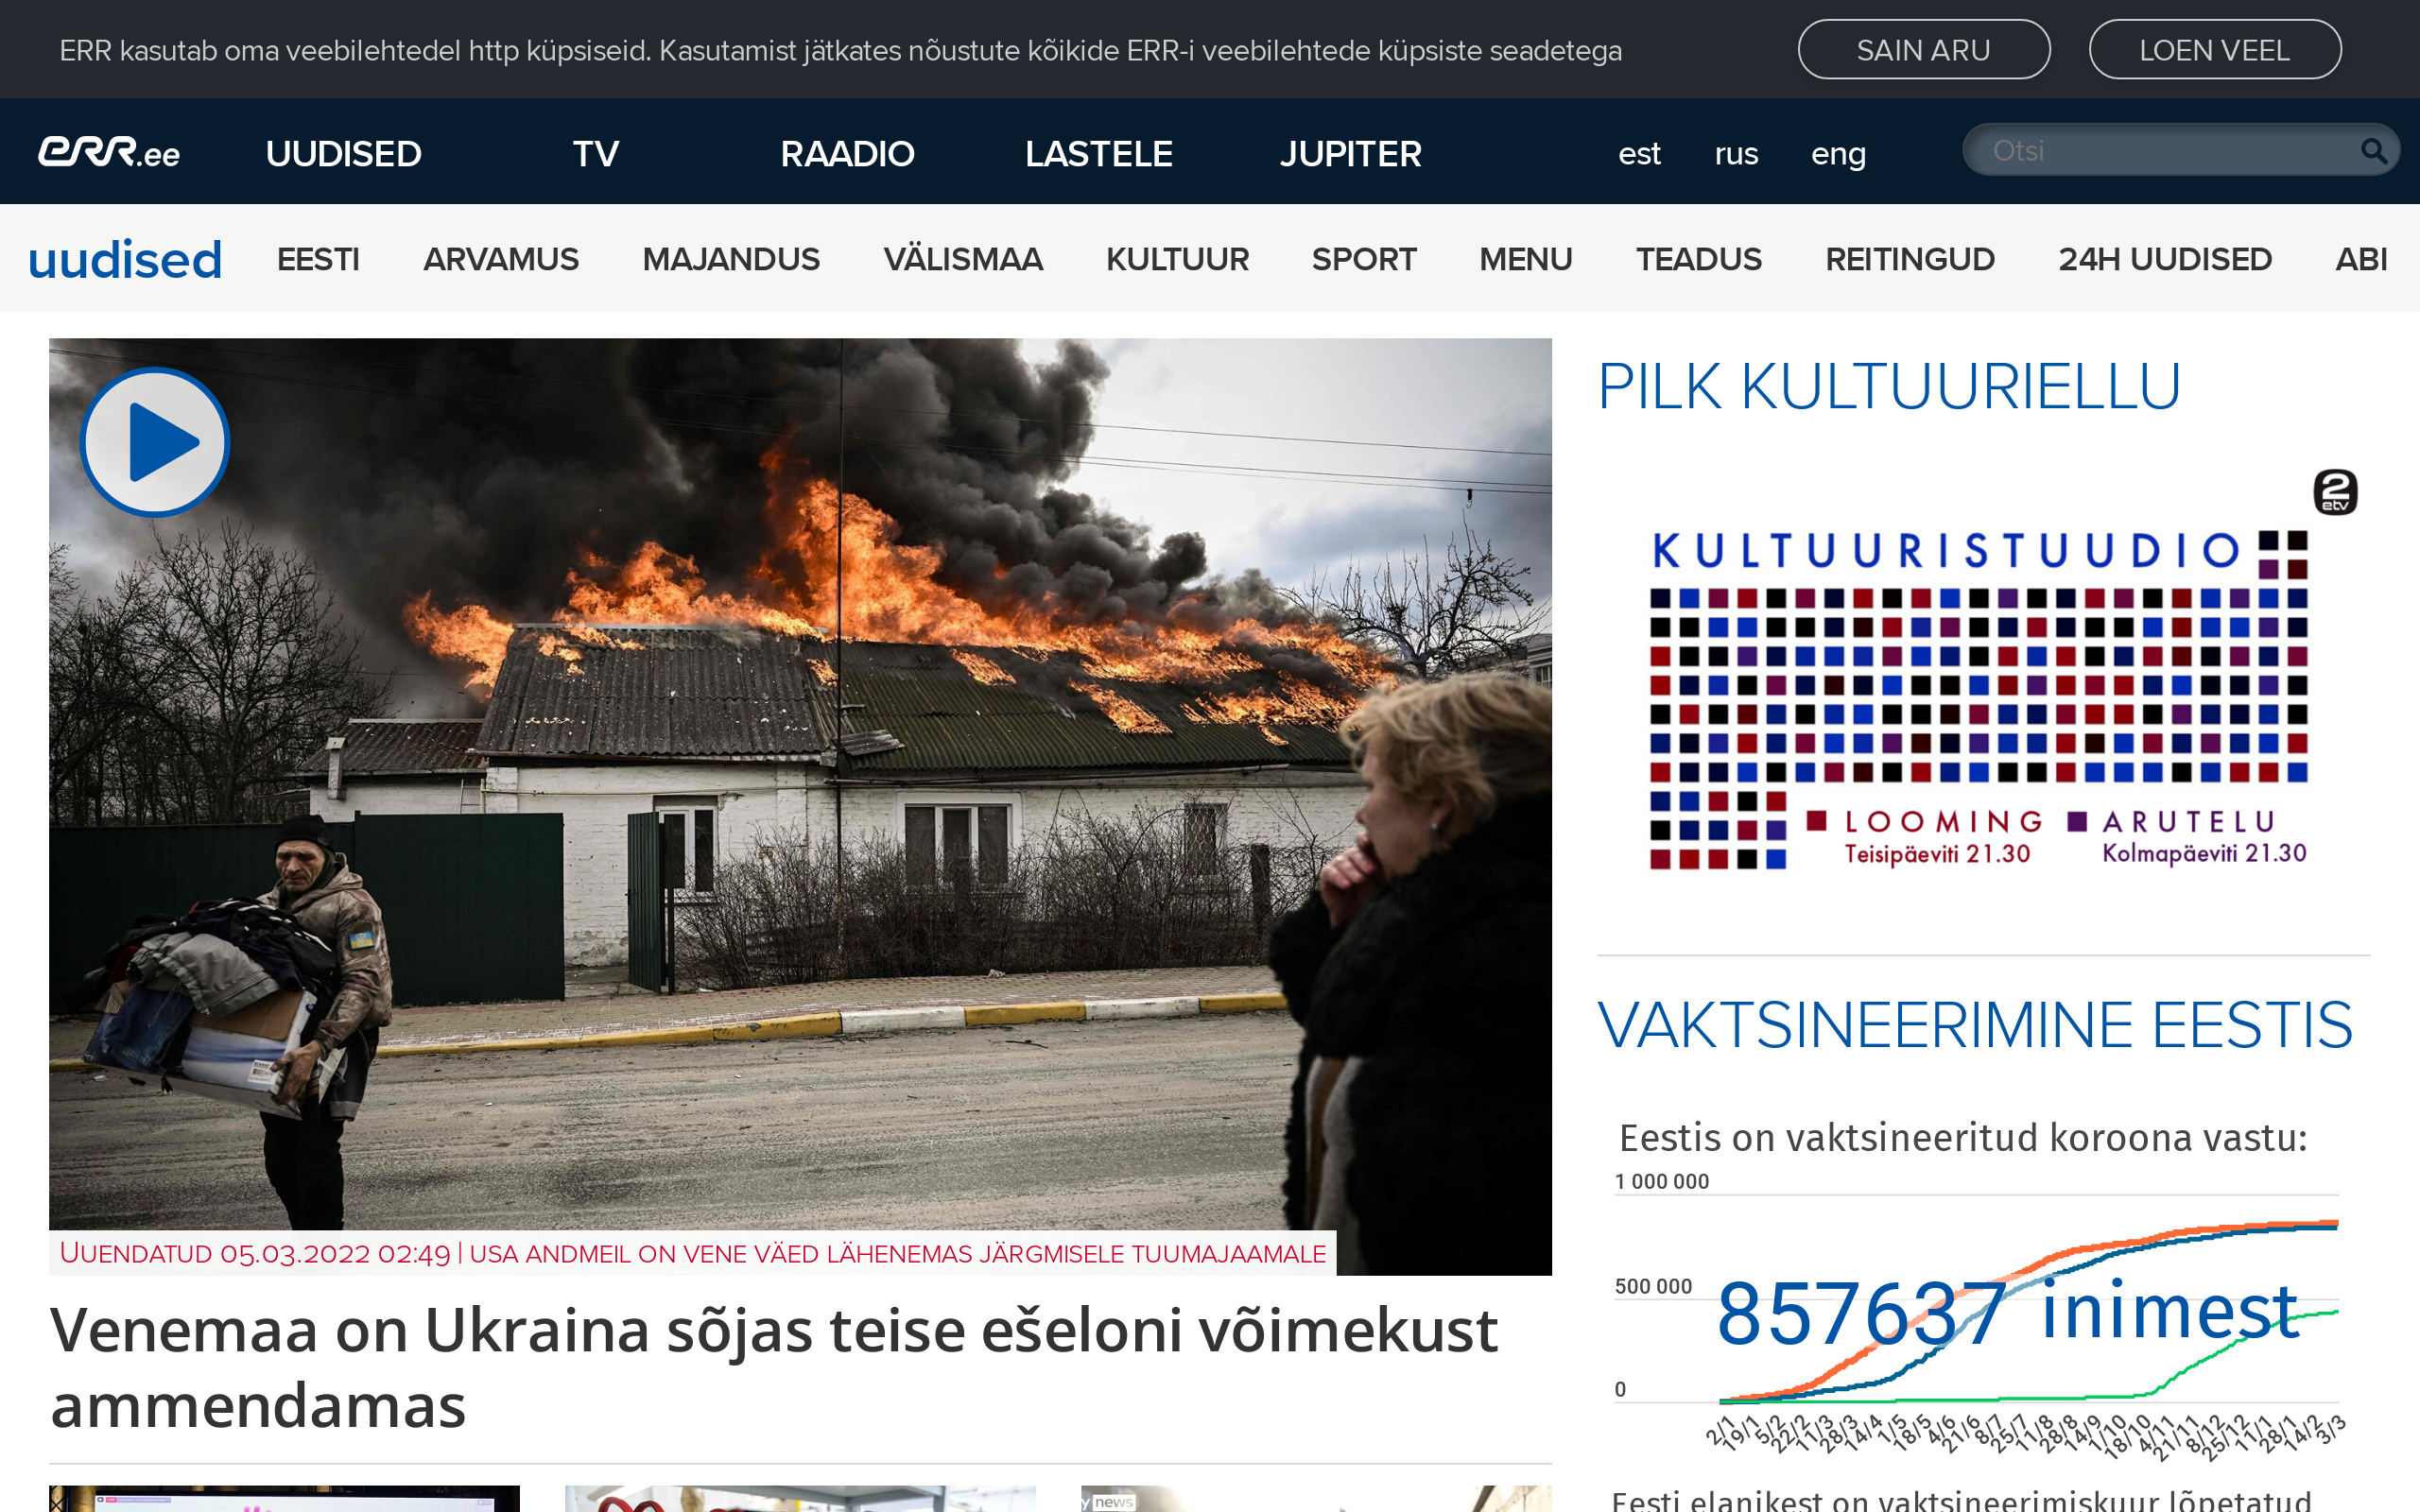 ERR kasutab oma veebilehtedel http küpsiseid. Kasutamist jätkates nõustute kõikide ERR-i veebilehtede küpsiste seadetega
SAIN ARU
LOEN VEEL
err.ee
UUDISED
TV
RAADIO
LASTELE
JUPITER
est
rus
eng
Otsi
uudised
EESTI
ARVAMUS
MAJANDUS
VÄLISMAA
KULTUUR
SPORT
MENU
TEADUS
REITINGUD
24H UUDISED
ABI
UUENDATUD 05.03.2022 02:49 | USA ANDMEIL ON VENE VÄED LÄHENEMAS JÄRGMISELE TUUMAJAAMALE
Venemaa on Ukraina sõjas teise ešeloni võimekust
ammendamas
news
PILK KULTUURIELLU
2
etv
KULTUURISTUUDIO
LOOMING
Teisipäeviti 21.30
ARUTELU
Kolmapäeviti 21.30
VAKTSINEERIMINE EESTIS
Eestis on vaktsineeritud koroona vastu:
1 000 000
500 000
857637 inimest
0
2/1
19/1
5/2
22/2
11/3
28/3
14/4
1/5
18/5
4/6
21/6
8/7
25/7
11/8
28/8
14/9
1/10
18/10
4/11
21/11
8/12
25/12
11/1
28/1
14/2
3/3
Eesti elanikest on vaktsineerimiskuur lõpetatud